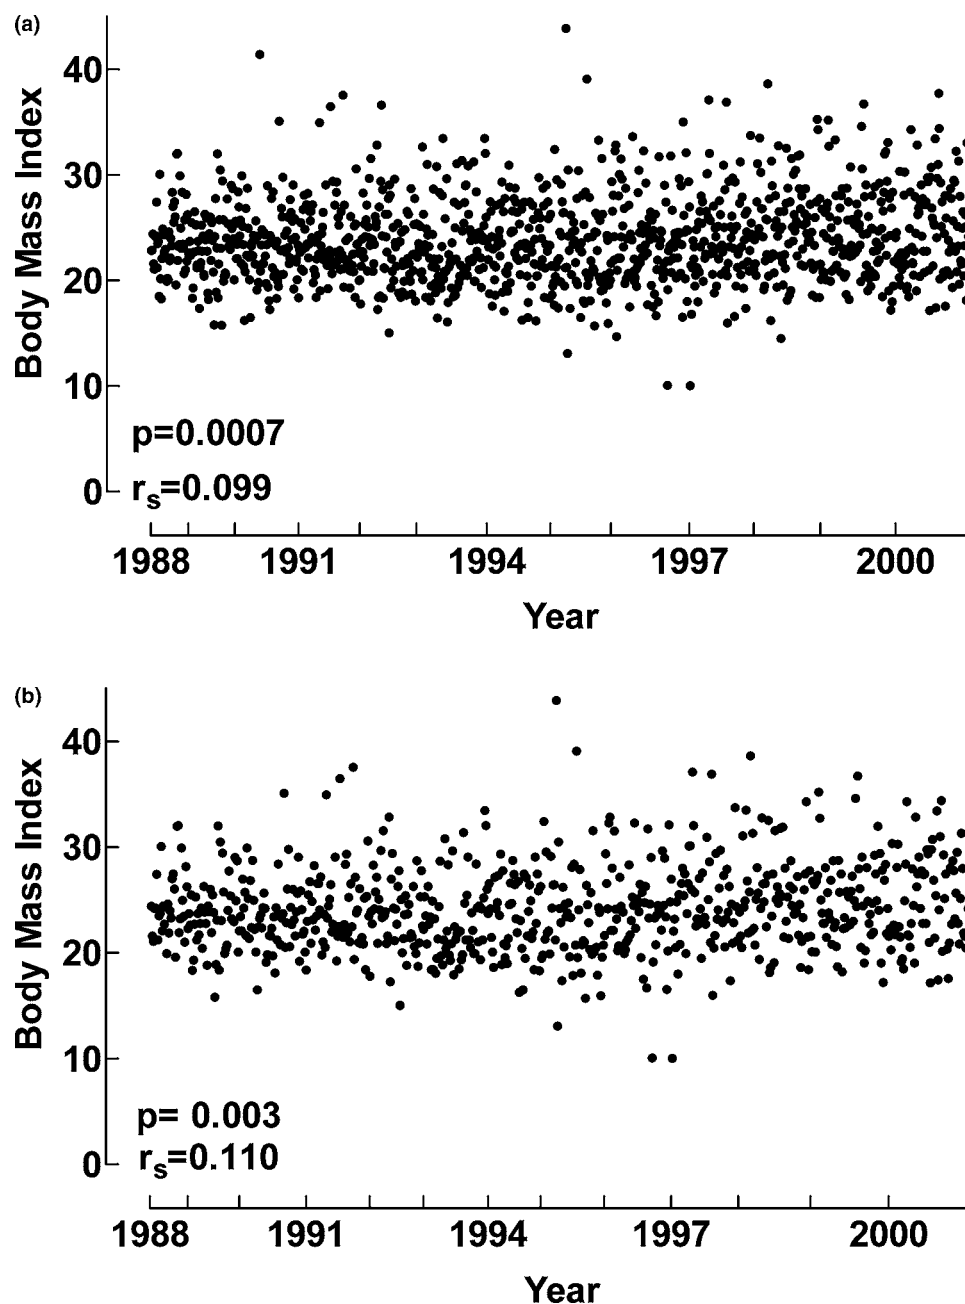 (a)
Body Mass Index
40
30
20
10
0
p=0.0007
rs=0.099
1988 1991 1994 1997 2000
Year
(b)
Body Mass Index
40
30
20
10
0
p= 0.003
rs=0.110
1988 1991 1994 1997 2000
Year